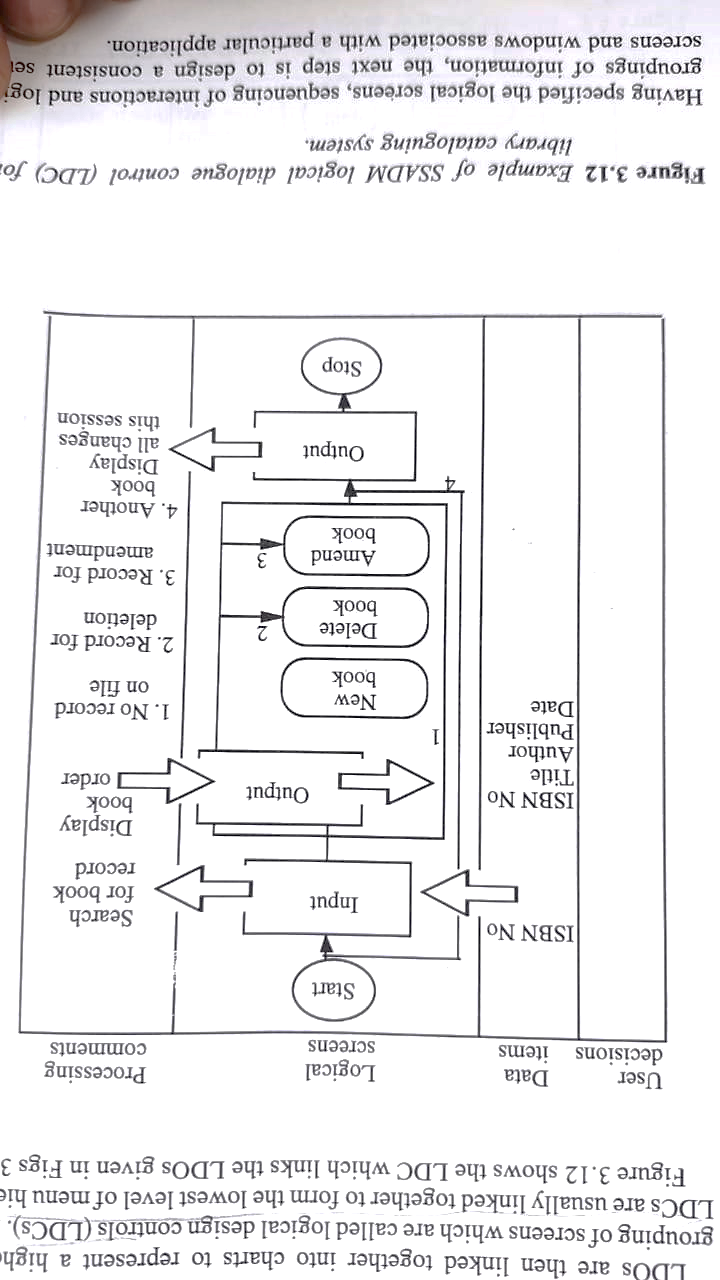 LDOs are then linked together into charts to represent a
grouping of screens which are called logical design controls (LDCs).
LDCs are usually linked together to form the lowest level of menu
Figure 3.12 shows the LDC which links the LDOs given in Figs
User decisions
Data items
Logical screens
Processing comments
Start
ISBN No
Input
Search
for book
record
ISBN No
Title
Author
Publisher
Date
Output
Display
book
order
1
New
book
1. No record
on file
Delete
book
2
2. Record for
deletion
Amend
book
3
3. Record for
amendment
4
4. Another
book
Output
Display
all changes
this session
Stop
Figure 3.12 Example of SSADM logical dialogue control (LDC)
library cataloguing system.
Having specified the logical screens, sequencing of interactions and
groupings of information, the next step is to design a consistent
screens and windows associated with a particular application.